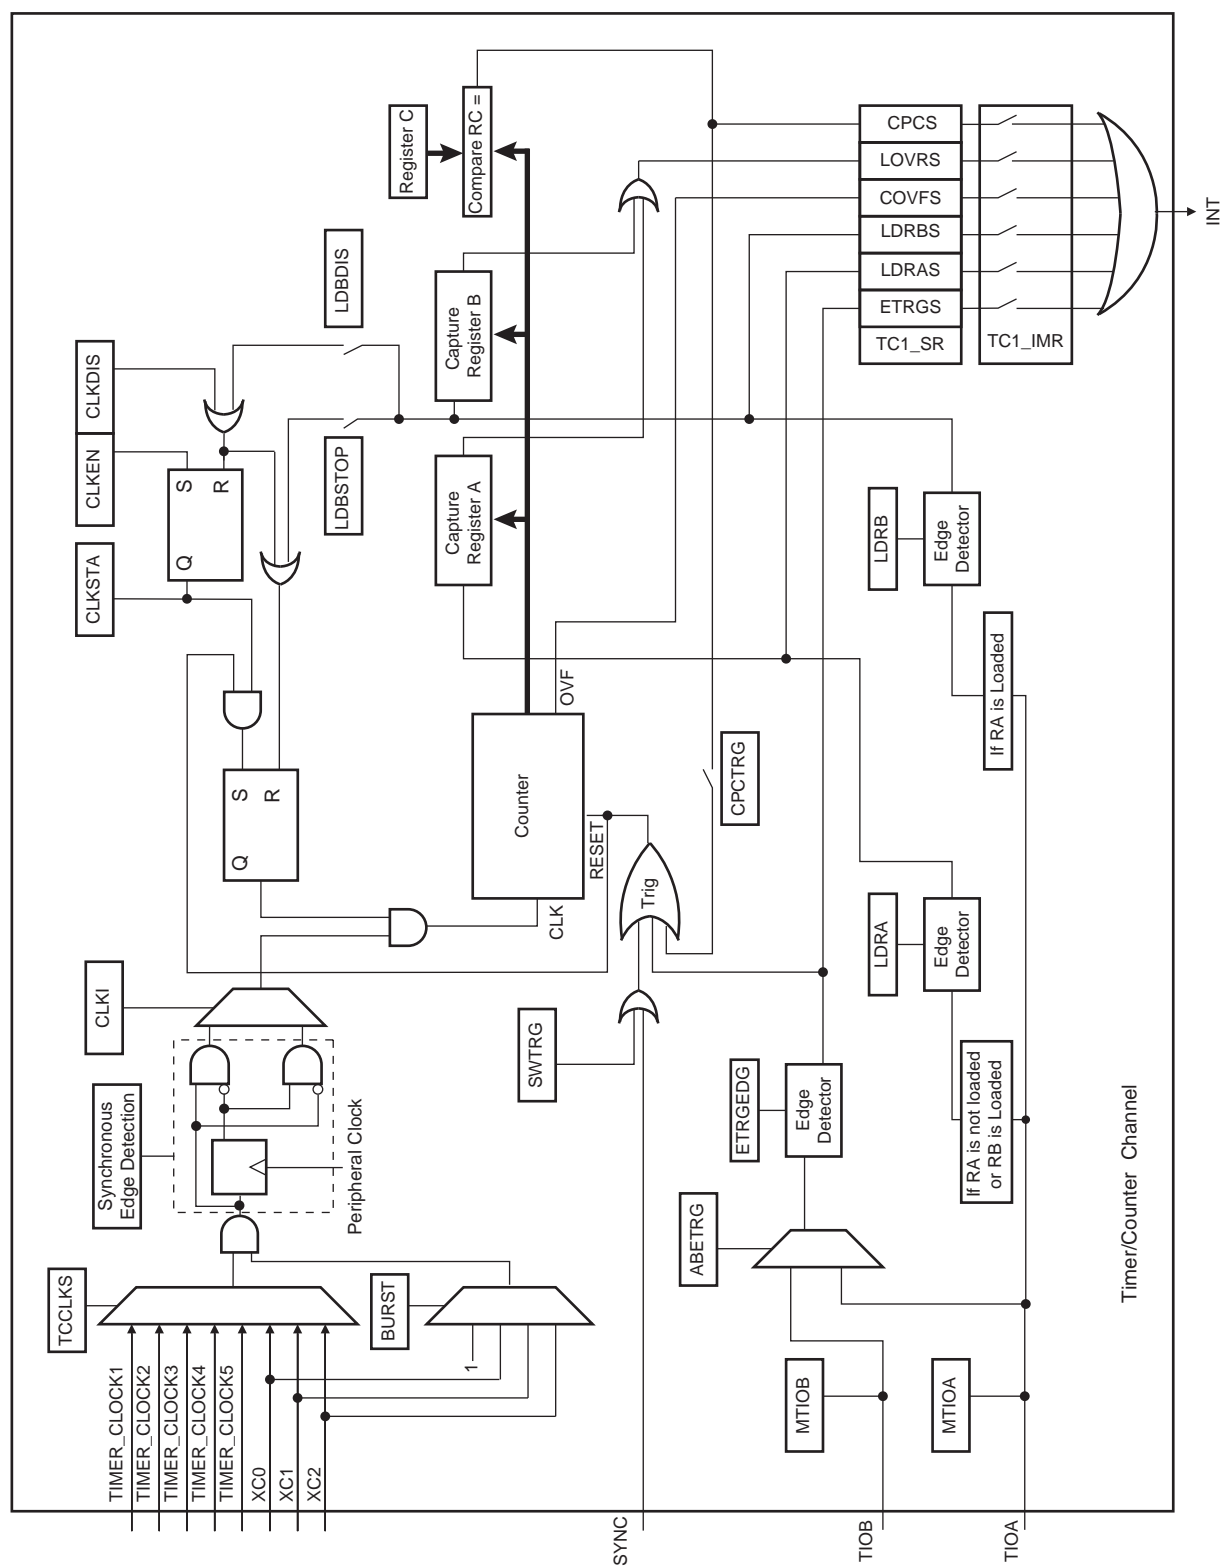 TCCLKS
TIMER_CLOCK1
TIMER_CLOCK2
TIMER_CLOCK3
TIMER_CLOCK4
TIMER_CLOCK5
XC0
XC1
XC2
BURST
1
Synchronous
Edge Detection
CLKI
Peripheral Clock
CLKSTA
CLKEN
CLKDIS
Q
S
R
Q
S
R
LDBSTOP
LDBDIS
Register C
Compare RC =
Capture
Register A
Capture
Register B
Counter
CLK
OVF
RESET
SWTRG
SYNC
Trig
CPCTRG
ABETRG
ETRGEDG
Edge
Detector
MTIOB
TIOB
MTIOA
TIOA
LDRA
Edge
Detector
If RA is not loaded
or RB is Loaded
LDRB
Edge
Detector
If RA is Loaded
CPCS
LOVRS
COVFS
LDRBS
LDRAS
ETRGS
TC1_SR
TC1_IMR
INT
Timer/Counter Channel